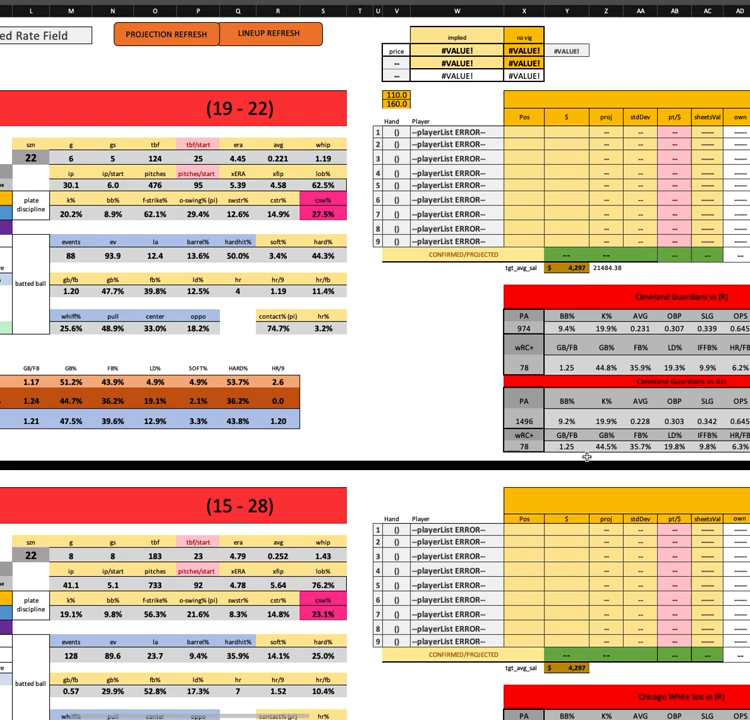 L M N O P Q R S T U V W X Y Z AA AB AC AD
ed Rate Field PROJECTION REFRESH LINEUP REFRESH
implied no vig
price #VALUE! #VALUE! #VALUE!
-- #VALUE! #VALUE!
-- #VALUE! #VALUE!
110.0
160.0
(19 - 22)
Hand Player Pos $ proj stdDev pt/$ sheetsVal own
1 () --playerList ERROR-- -- ----- --
2 () --playerList ERROR-- -- ----- --
3 () --playerList ERROR-- -- ----- --
4 () --playerList ERROR-- -- ----- --
5 () --playerList ERROR-- -- ----- --
6 () --playerList ERROR-- -- ----- --
7 () --playerList ERROR-- -- ----- --
8 () --playerList ERROR-- -- ----- --
9 () --playerList ERROR-- -- ----- --
CONFIRMED/PROJECTED -- -- -- -- --
tgt_avg_sal $ 4,297 21484.38
szn g gs tbf tbf/start era avg whip
22 6 5 124 25 4.45 0.221 1.19
ip ip/start pitches pitches/start xERA xfip lob%
30.1 6.0 476 95 5.39 4.58 62.5%
plate discipline
k% bb% f-strike% o-swing% (pi) swstr% cstr% csw%
20.2% 8.9% 62.1% 29.4% 12.6% 14.9% 27.5%
batted ball
events ev la barrel% hardhit% soft% hard%
88 93.9 12.4 13.6% 50.0% 3.4% 44.3%
gb/fb gb% fb% ld% hr hr/9 hr/fb
1.20 47.7% 39.8% 12.5% 4 1.19 11.4%
whiff% pull center oppo contact% (pi) hr%
25.6% 48.9% 33.0% 18.2% 74.7% 3.2%
GB/FB GB% FB% LD% SOFT% HARD% HR/9
1.17 51.2% 43.9% 4.9% 4.9% 53.7% 2.6
1.24 44.7% 36.2% 19.1% 2.1% 36.2% 0.0
1.21 47.5% 39.6% 12.9% 3.3% 43.8% 1.20
Cleveland Guardians vs (R)
PA BB% K% AVG OBP SLG OPS
974 9.4% 19.9% 0.231 0.307 0.339 0.645
wRC+ GB/FB GB% FB% LD% IFFB% HR/FB
78 1.25 44.8% 35.9% 19.3% 9.9% 6.2%
Cleveland Guardians vs ALL
PA BB% K% AVG OBP SLG OPS
1496 9.2% 19.9% 0.228 0.303 0.342 0.645
wRC+ GB/FB GB% FB% LD% IFFB% HR/FB
78 1.25 44.5% 35.7% 19.8% 9.8% 6.3%
(15 - 28)
Hand Player Pos $ proj stdDev pt/$ sheetsVal own
1 () --playerList ERROR-- -- ----- --
2 () --playerList ERROR-- -- ----- --
3 () --playerList ERROR-- -- ----- --
4 () --playerList ERROR-- -- ----- --
5 () --playerList ERROR-- -- ----- --
6 () --playerList ERROR-- -- ----- --
7 () --playerList ERROR-- -- ----- --
8 () --playerList ERROR-- -- ----- --
9 () --playerList ERROR-- -- ----- --
CONFIRMED/PROJECTED -- -- -- -- --
tgt_avg_sal $ 4,297
szn g gs tbf tbf/start era avg whip
22 8 8 183 23 4.79 0.252 1.43
ip ip/start pitches pitches/start xERA xfip lob%
41.1 5.1 733 92 4.78 5.64 76.2%
plate discipline
k% bb% f-strike% o-swing% (pi) swstr% cstr% csw%
19.1% 9.8% 56.3% 21.6% 8.3% 14.8% 23.1%
batted ball
events ev la barrel% hardhit% soft% hard%
128 89.6 23.7 9.4% 35.9% 14.1% 25.0%
gb/fb gb% fb% ld% hr hr/9 hr/fb
0.57 29.9% 52.8% 17.3% 7 1.52 10.4%
whiff% pull center oppo contact% (pi) hr%
Chicago White Sox vs (R)
PA BB% K% AVG OBP SLG OPS